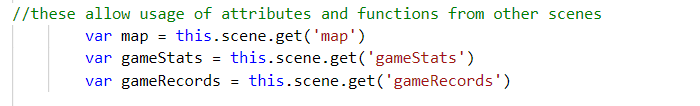 //these allow usage of attributes and functions from other scenes
var map = this.scene.get('map')
var gameStats = this.scene.get('gameStats')
var gameRecords = this.scene.get('gameRecords')